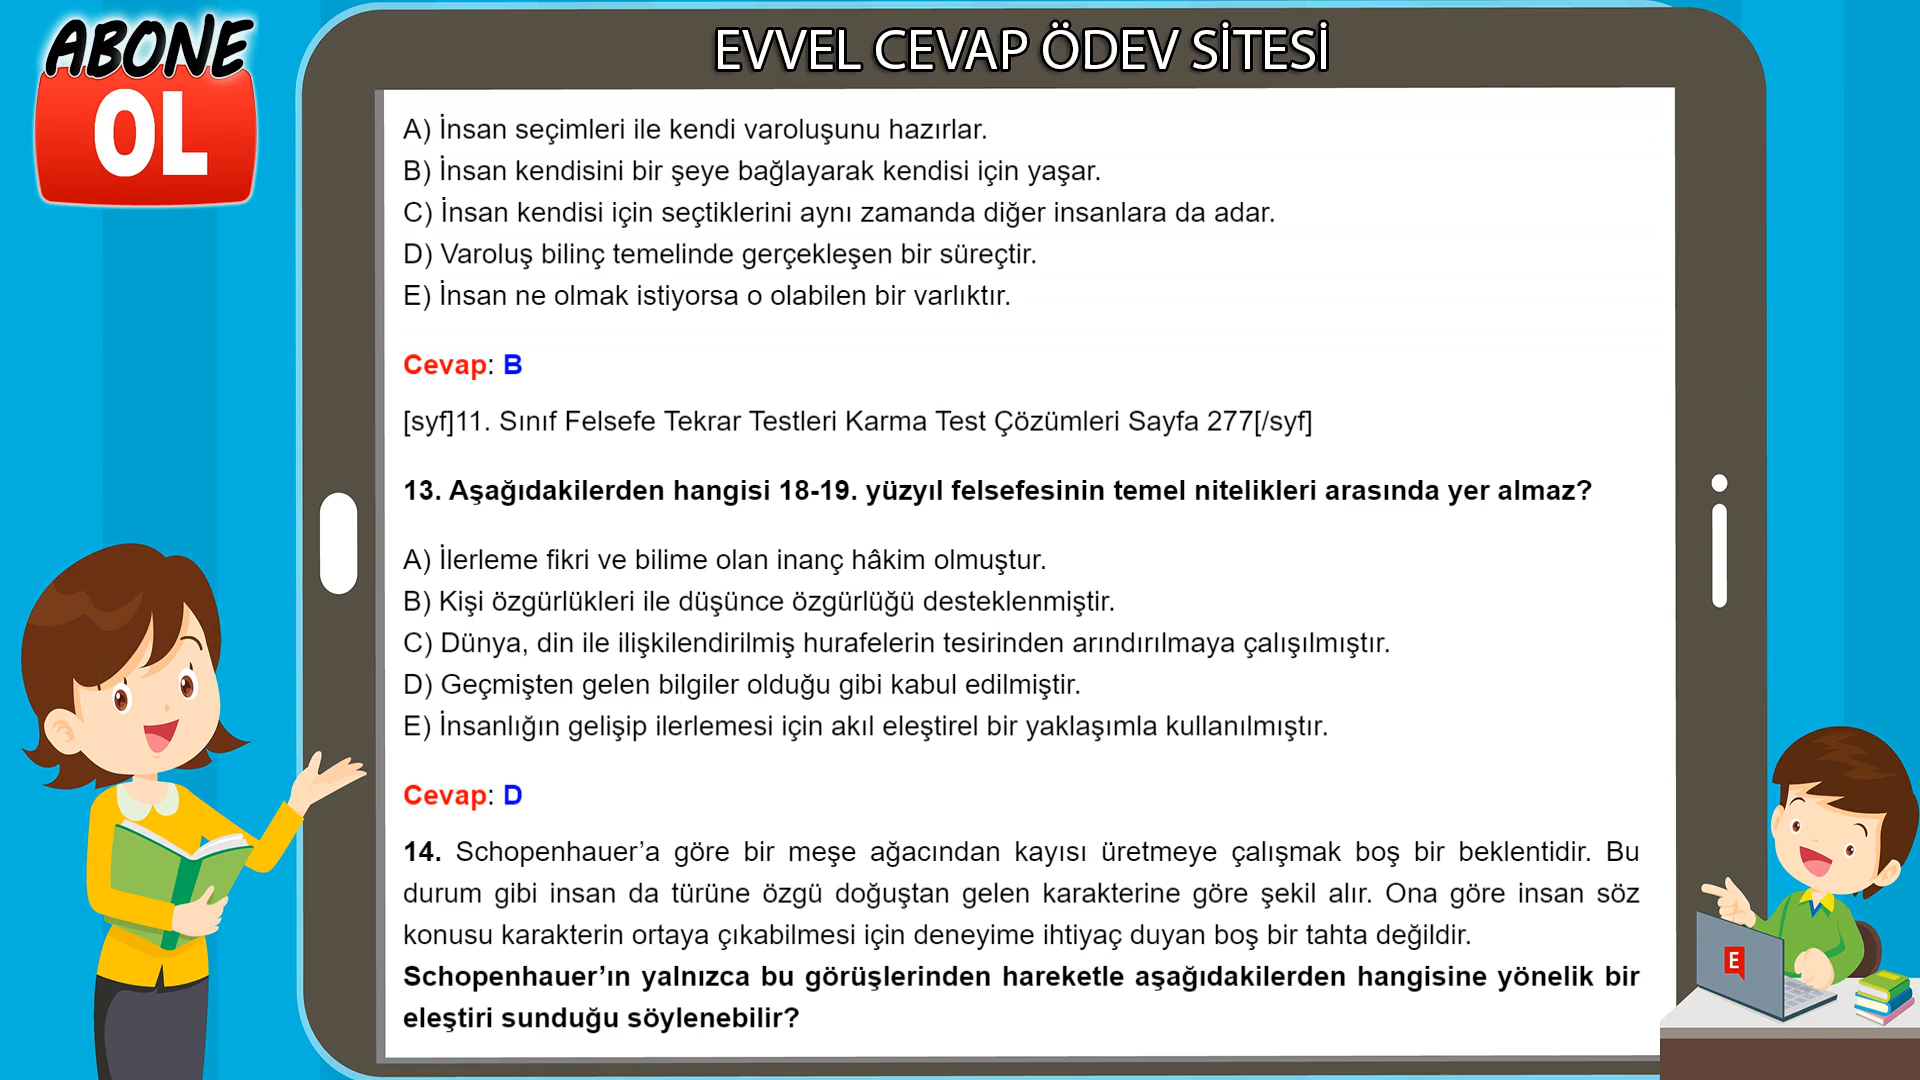 ABONE
OL
EVVEL CEVAP ÖDEV SİTESİ
A) İnsan seçimleri ile kendi varoluşunu hazırlar.
B) İnsan kendisini bir şeye bağlayarak kendisi için yaşar.
C) İnsan kendisi için seçtiklerini aynı zamanda diğer insanlara da adar.
D) Varoluş bilinç temelinde gerçekleşen bir süreçtir.
E) İnsan ne olmak istiyorsa o olabilen bir varlıktır.
Cevap: B
[syf]11. Sınıf Felsefe Tekrar Testleri Karma Test Çözümleri Sayfa 277[/syf]
13. Aşağıdakilerden hangisi 18-19. yüzyıl felsefesinin temel nitelikleri arasında yer almaz?
A) İlerleme fikri ve bilime olan inanç hâkim olmuştur.
B) Kişi özgürlükleri ile düşünce özgürlüğü desteklenmiştir.
C) Dünya, din ile ilişkilendirilmiş hurafelerin tesirinden arındırılmaya çalışılmıştır.
D) Geçmişten gelen bilgiler olduğu gibi kabul edilmiştir.
E) İnsanlığın gelişip ilerlemesi için akıl eleştirel bir yaklaşımla kullanılmıştır.
Cevap: D
14. Schopenhauer’a göre bir meşe ağacından kayısı üretmeye çalışmak boş bir beklentidir. Bu
durum gibi insan da türüne özgü doğuştan gelen karakterine göre şekil alır. Ona göre insan söz
konusu karakterin ortaya çıkabilmesi için deneyime ihtiyaç duyan boş bir tahta değildir.
Schopenhauer’ın yalnızca bu görüşlerinden hareketle aşağıdakilerden hangisine yönelik bir
eleştiri sunduğu söylenebilir?
E